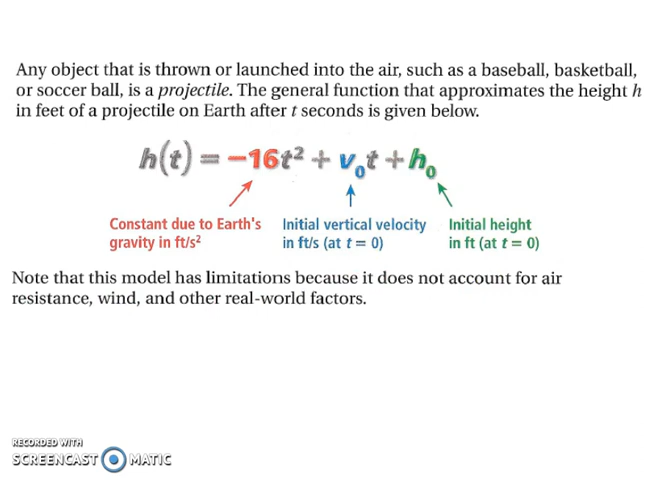 Any object that is thrown or launched into the air, such as a baseball, basketball,
or soccer ball, is a projectile. The general function that approximates the height h
in feet of a projectile on Earth after t seconds is given below.
h(t) = −16t² + v₀t + h₀
Constant due to Earth's
gravity in ft/s²
Initial vertical velocity
in ft/s (at t = 0)
Initial height
in ft (at t = 0)
Note that this model has limitations because it does not account for air
resistance, wind, and other real-world factors.
RECORDED WITH
SCREENCAST MATIC